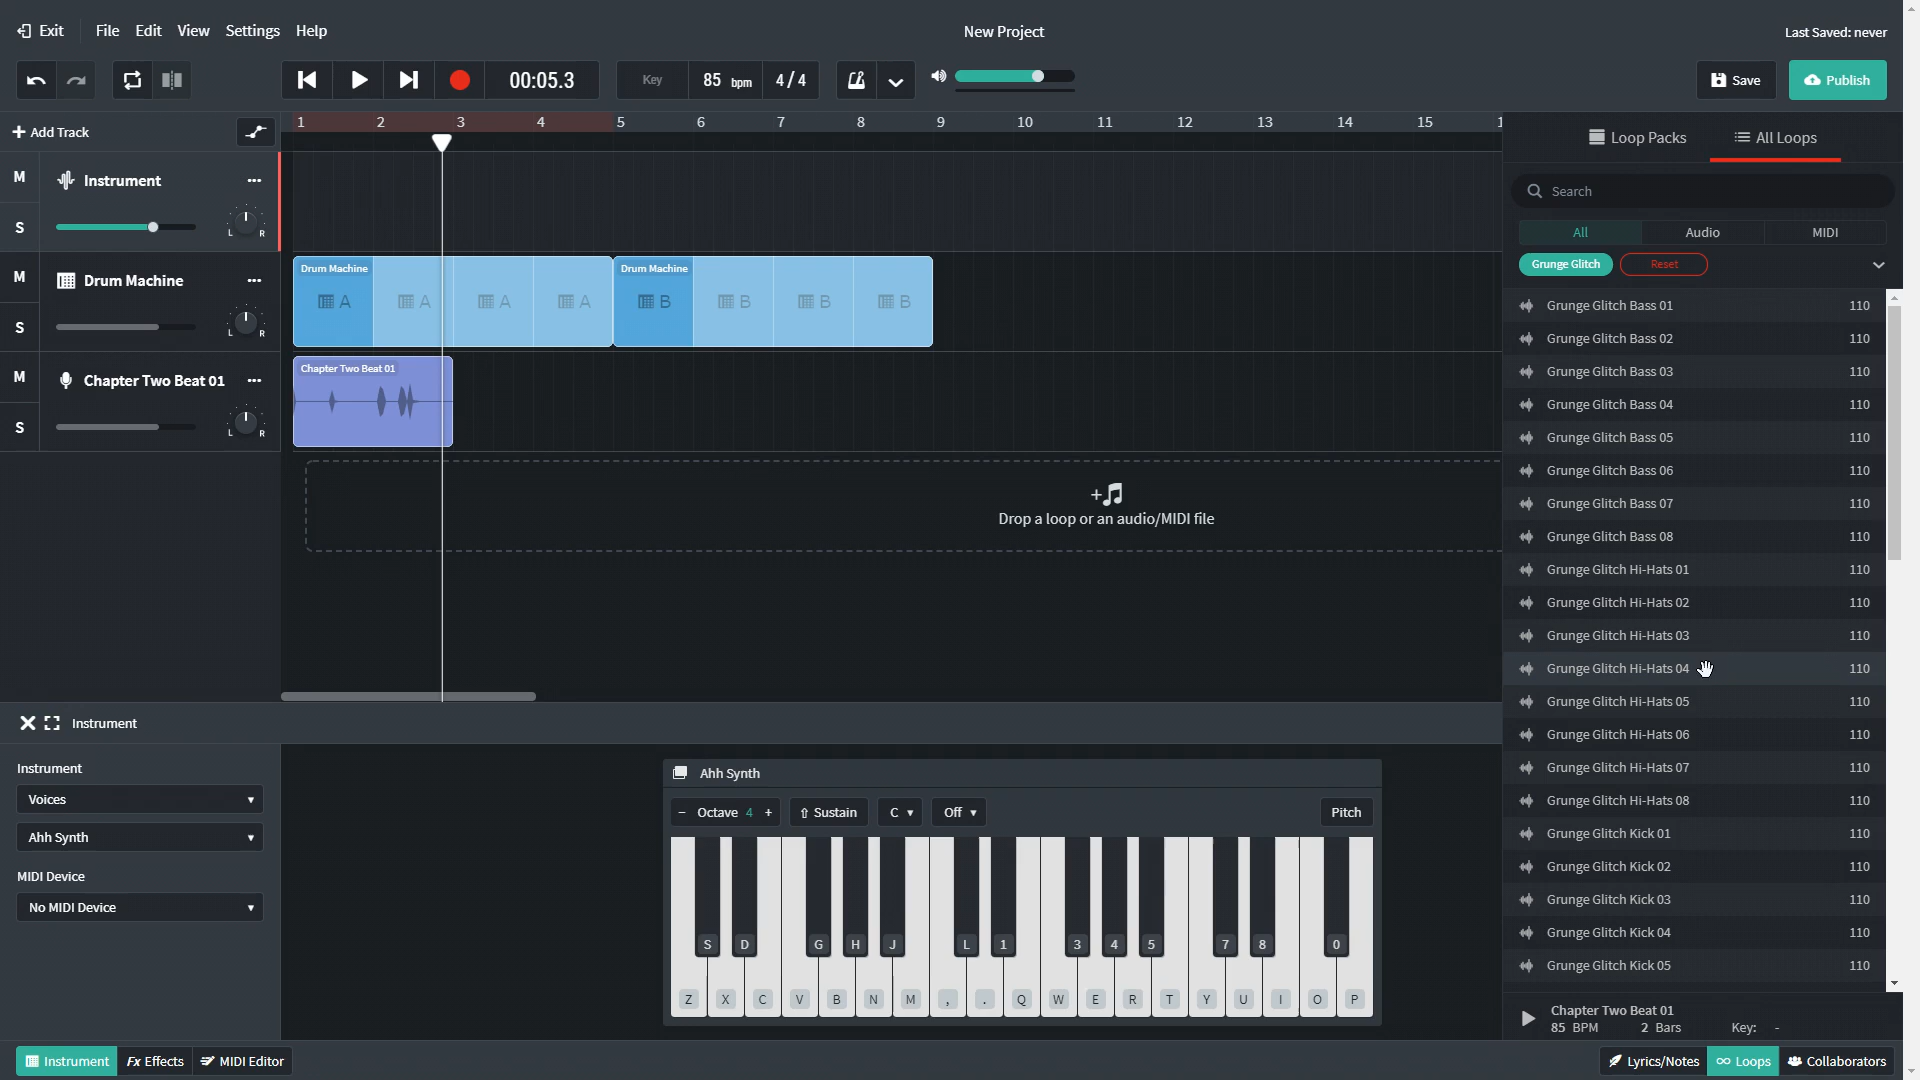 Exit File Edit View Settings Help
New Project
Last Saved: never
00:05.3
Key 85 bpm 4/4
Save Publish
Add Track
1 2 3 4 5 6 7 8 9 10 11 12 13 14 15 1
M Instrument ...
S L R
M Drum Machine ...
S L R
M Chapter Two Beat 01 ...
S L R
Drum Machine Drum Machine
A A A A B B B B
Chapter Two Beat 01
Drop a loop or an audio/MIDI file
Loop Packs All Loops
Search
All Audio MIDI
Grunge Glitch Reset
Grunge Glitch Bass 01 110
Grunge Glitch Bass 02 110
Grunge Glitch Bass 03 110
Grunge Glitch Bass 04 110
Grunge Glitch Bass 05 110
Grunge Glitch Bass 06 110
Grunge Glitch Bass 07 110
Grunge Glitch Bass 08 110
Grunge Glitch Hi-Hats 01 110
Grunge Glitch Hi-Hats 02 110
Grunge Glitch Hi-Hats 03 110
Grunge Glitch Hi-Hats 04 110
Grunge Glitch Hi-Hats 05 110
Grunge Glitch Hi-Hats 06 110
Grunge Glitch Hi-Hats 07 110
Grunge Glitch Hi-Hats 08 110
Grunge Glitch Kick 01 110
Grunge Glitch Kick 02 110
Grunge Glitch Kick 03 110
Grunge Glitch Kick 04 110
Grunge Glitch Kick 05 110
Chapter Two Beat 01
85 BPM 2 Bars Key: -
Instrument
Instrument
Voices
Ahh Synth
MIDI Device
No MIDI Device
Ahh Synth
− Octave 4 + ⇧ Sustain C Off Pitch
S D G H J L 1 3 4 5 7 8 0
Z X C V B N M , . Q W E R T Y U I O P
Instrument Fx Effects MIDI Editor
Lyrics/Notes Loops Collaborators